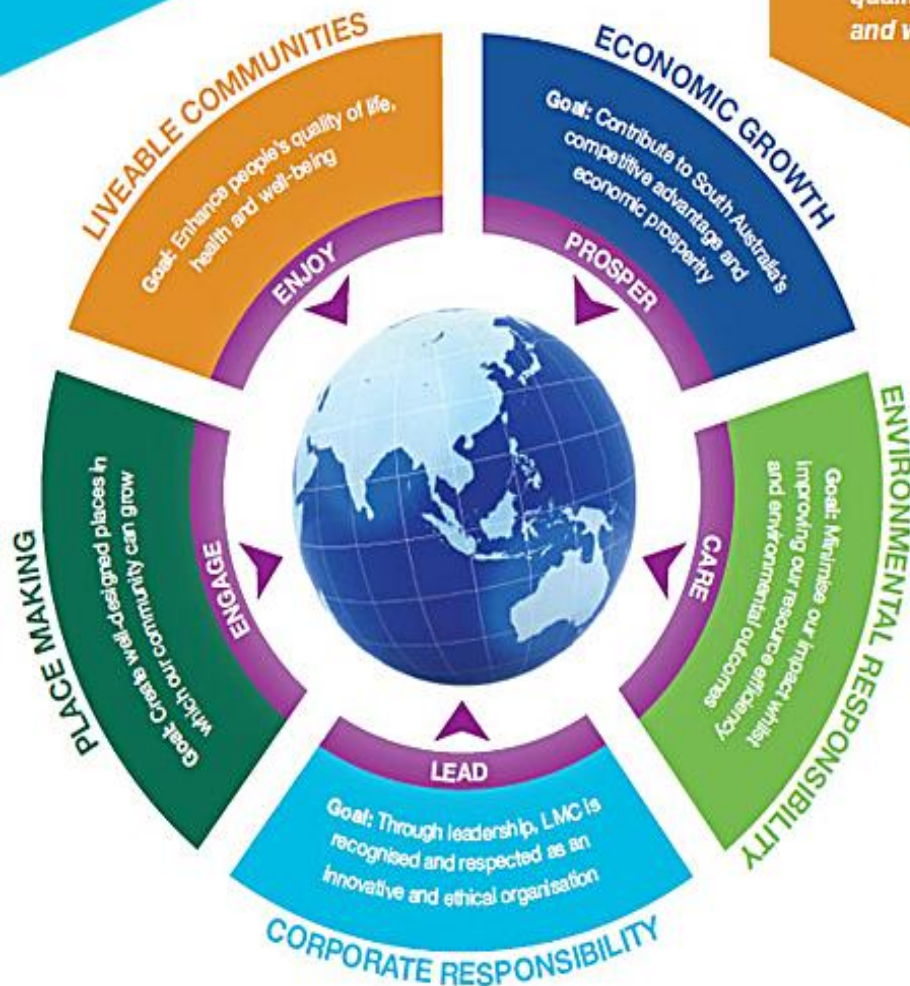 quali
and w
LIVEABLE COMMUNITIES
Goal: Enhance people's quality of life,
health and well-being
ENJOY
ECONOMIC GROWTH
Goal: Contribute to South Australia's
competitive advantage and
economic prosperity
PROSPER
ENVIRONMENTAL RESPONSIBILITY
Goal: Minimise our impact whilst
improving our resource efficiency
and environmental outcomes
CARE
CORPORATE RESPONSIBILITY
LEAD
Goal: Through leadership, LMC is
recognised and respected as an
innovative and ethical organisation
PLACE MAKING
Goal: Create well-designed places in
which our community can grow
ENGAGE